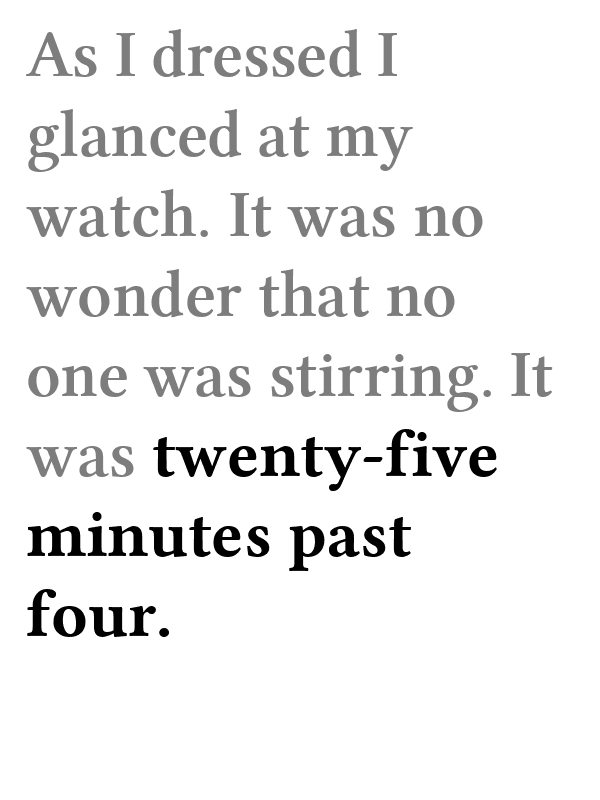 As I dressed I
glanced at my
watch. It was no
wonder that no
one was stirring. It
was twenty-five
minutes past
four.